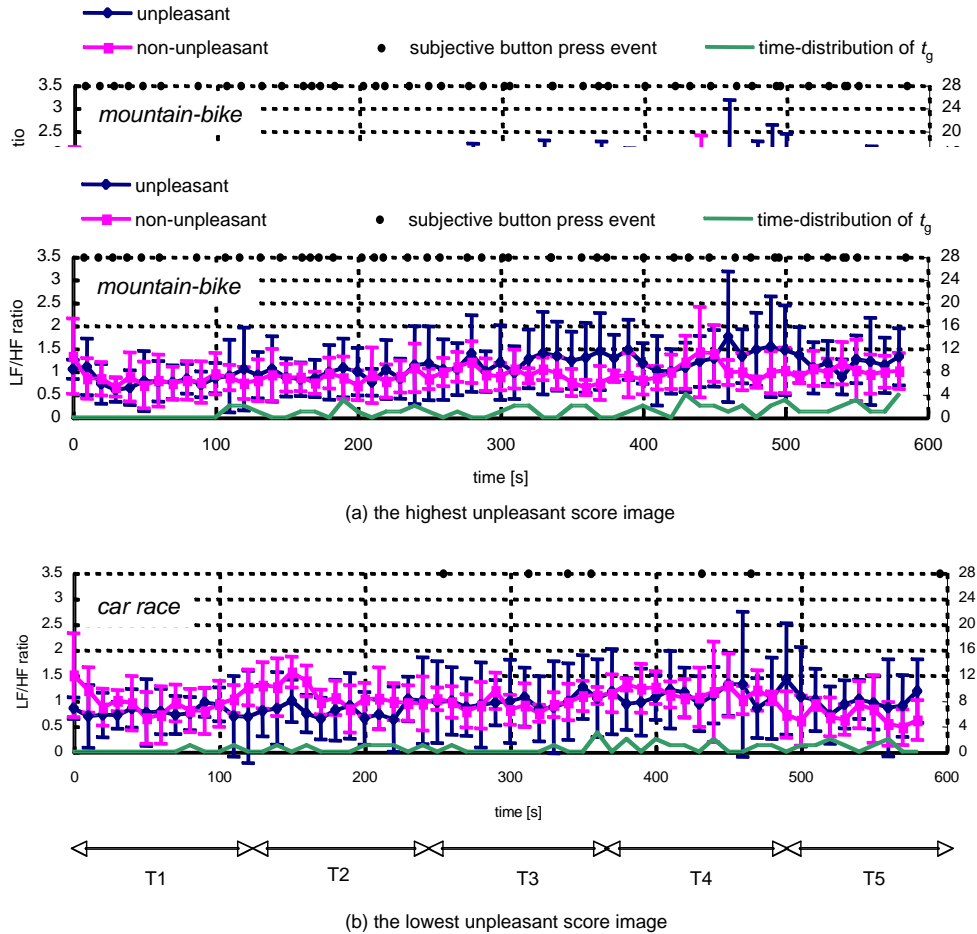 unpleasant
non-unpleasant subjective button press event time-distribution of tg
3.5 28
3 mountain-bike 24
2.5 20
unpleasant
non-unpleasant subjective button press event time-distribution of tg
3.5 28
3 mountain-bike 24
2.5 20
2 16
1.5 12
1 8
0.5 4
0 0
LF/HF ratio
0 100 200 300 400 500 600
time [s]
(a) the highest unpleasant score image
3.5 28
3 car race 24
2.5 20
2 16
1.5 12
1 8
0.5 4
0 0
LF/HF ratio
0 100 200 300 400 500 600
time [s]
T1 T2 T3 T4 T5
(b) the lowest unpleasant score image